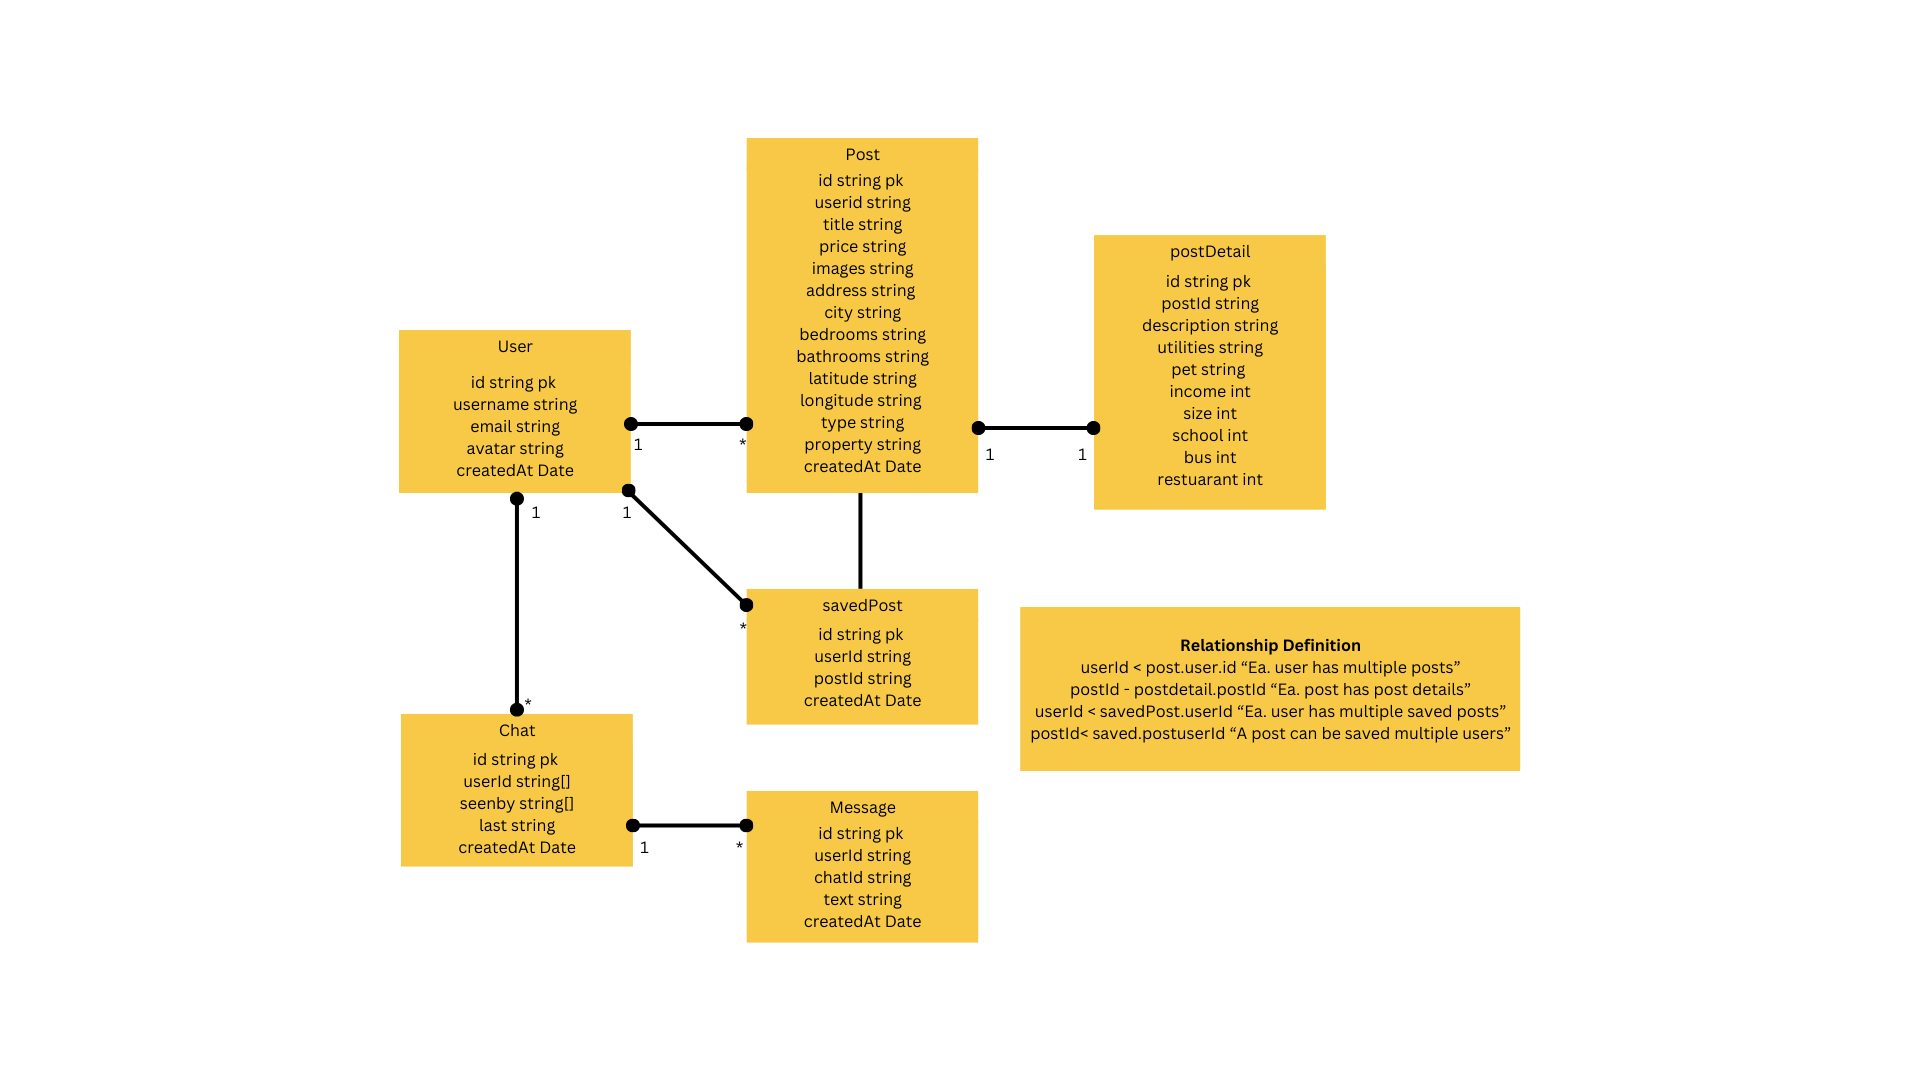 Post
id string pk
userid string
title string
price string
images string
address string
city string
bedrooms string
bathrooms string
latitude string
longitude string
type string
property string
createdAt Date
postDetail
id string pk
postId string
description string
utilities string
pet string
income int
size int
school int
bus int
restuarant int
User
id string pk
username string
email string
avatar string
createdAt Date
1
*
1
1
1
1
*
savedPost
id string pk
userId string
postId string
createdAt Date
Relationship Definition
userId < post.user.id “Ea. user has multiple posts”
postId - postdetail.postId “Ea. post has post details”
userId < savedPost.userId “Ea. user has multiple saved posts”
postId< saved.postuserId “A post can be saved multiple users”
*
Chat
id string pk
userId string[]
seenby string[]
last string
createdAt Date
1
*
Message
id string pk
userId string
chatId string
text string
createdAt Date